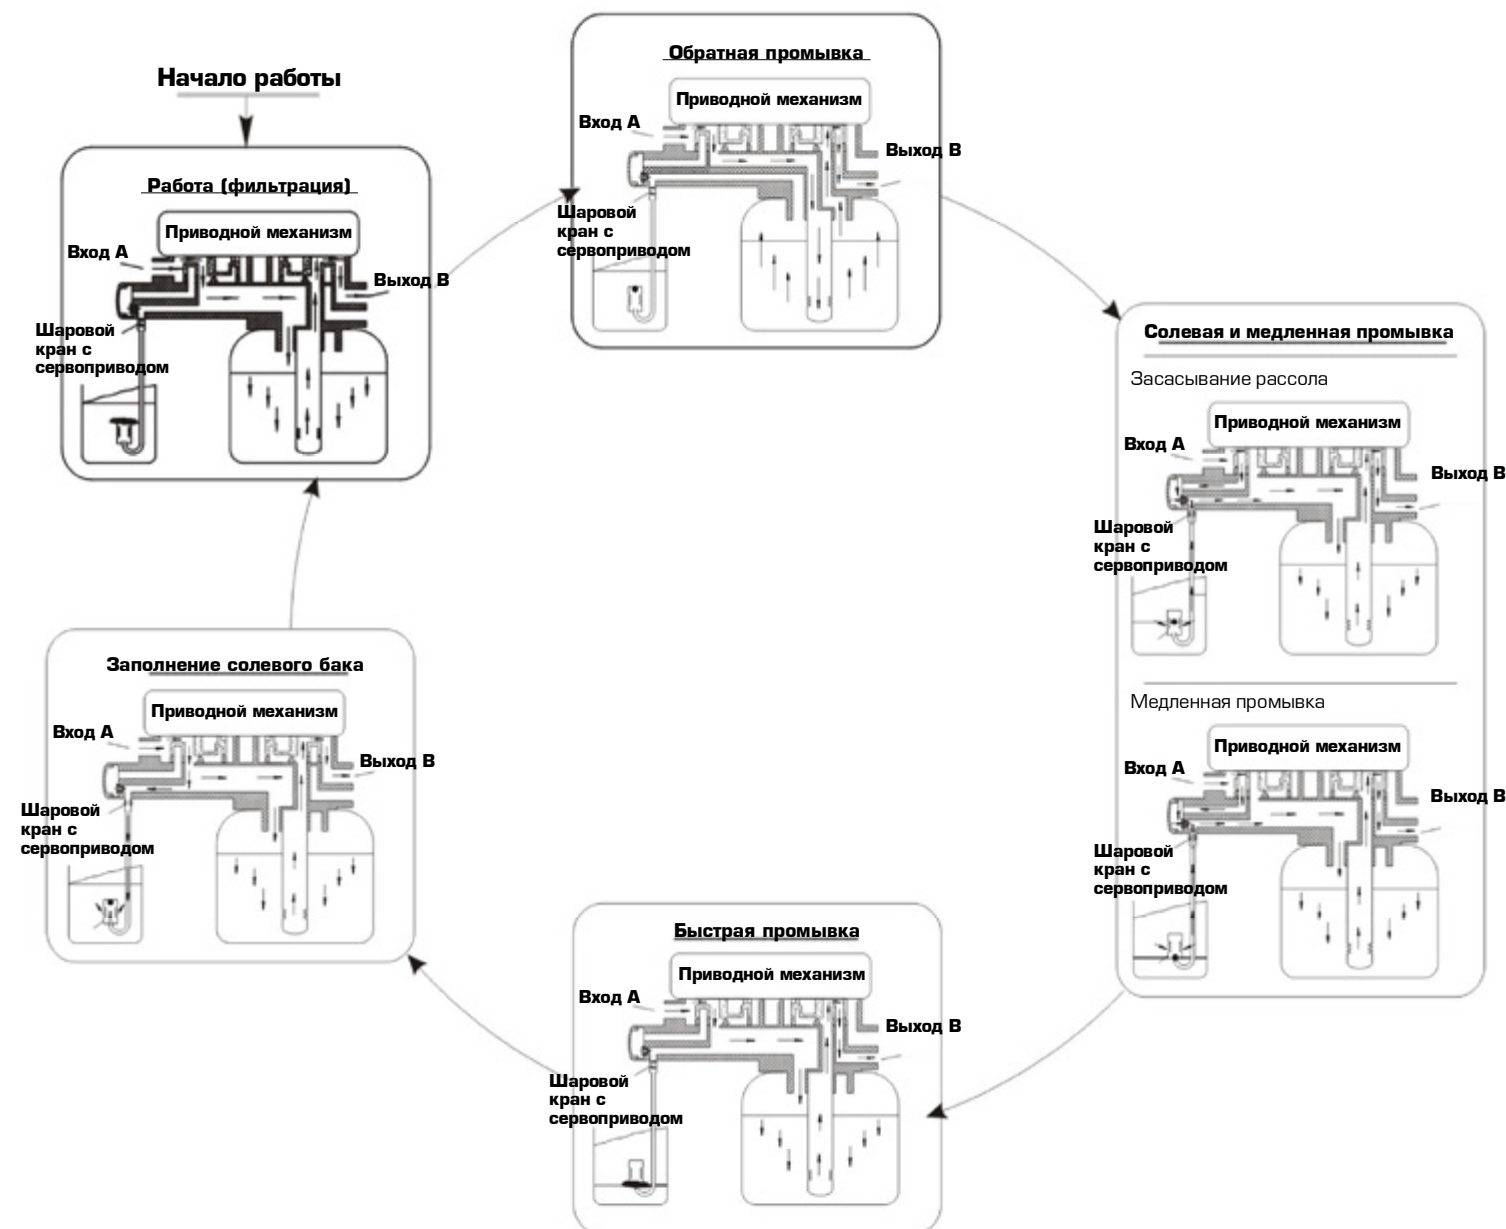 Начало работы
Работа (фильтрация)
Приводной механизм
Вход А
Выход В
Шаровой
кран с
сервоприводом
Обратная промывка
Приводной механизм
Вход А
Выход В
Шаровой
кран с
сервоприводом
Солевая и медленная промывка
Засасывание рассола
Приводной механизм
Вход А
Выход В
Шаровой
кран с
сервоприводом
Медленная промывка
Приводной механизм
Вход А
Выход В
Шаровой
кран с
сервоприводом
Быстрая промывка
Приводной механизм
Вход А
Выход В
Шаровой
кран с
сервоприводом
Заполнение солевого бака
Приводной механизм
Вход А
Выход В
Шаровой
кран с
сервоприводом